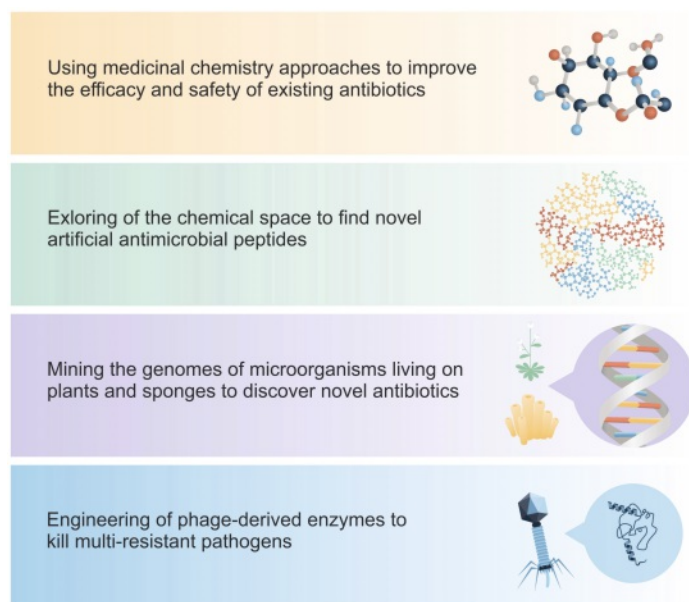 Using medicinal chemistry approaches to improve
the efficacy and safety of existing antibiotics
Exloring of the chemical space to find novel
artificial antimicrobial peptides
Mining the genomes of microorganisms living on
plants and sponges to discover novel antibiotics
Engineering of phage-derived enzymes to
kill multi-resistant pathogens